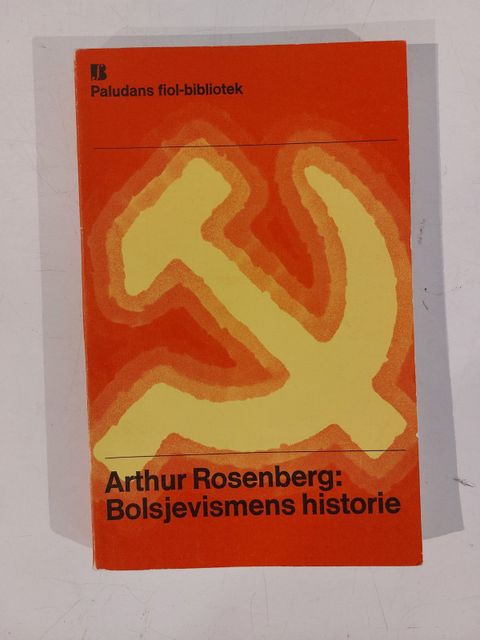 Paludans fiol-bibliotek
Arthur Rosenberg:
Bolsjevismens historie